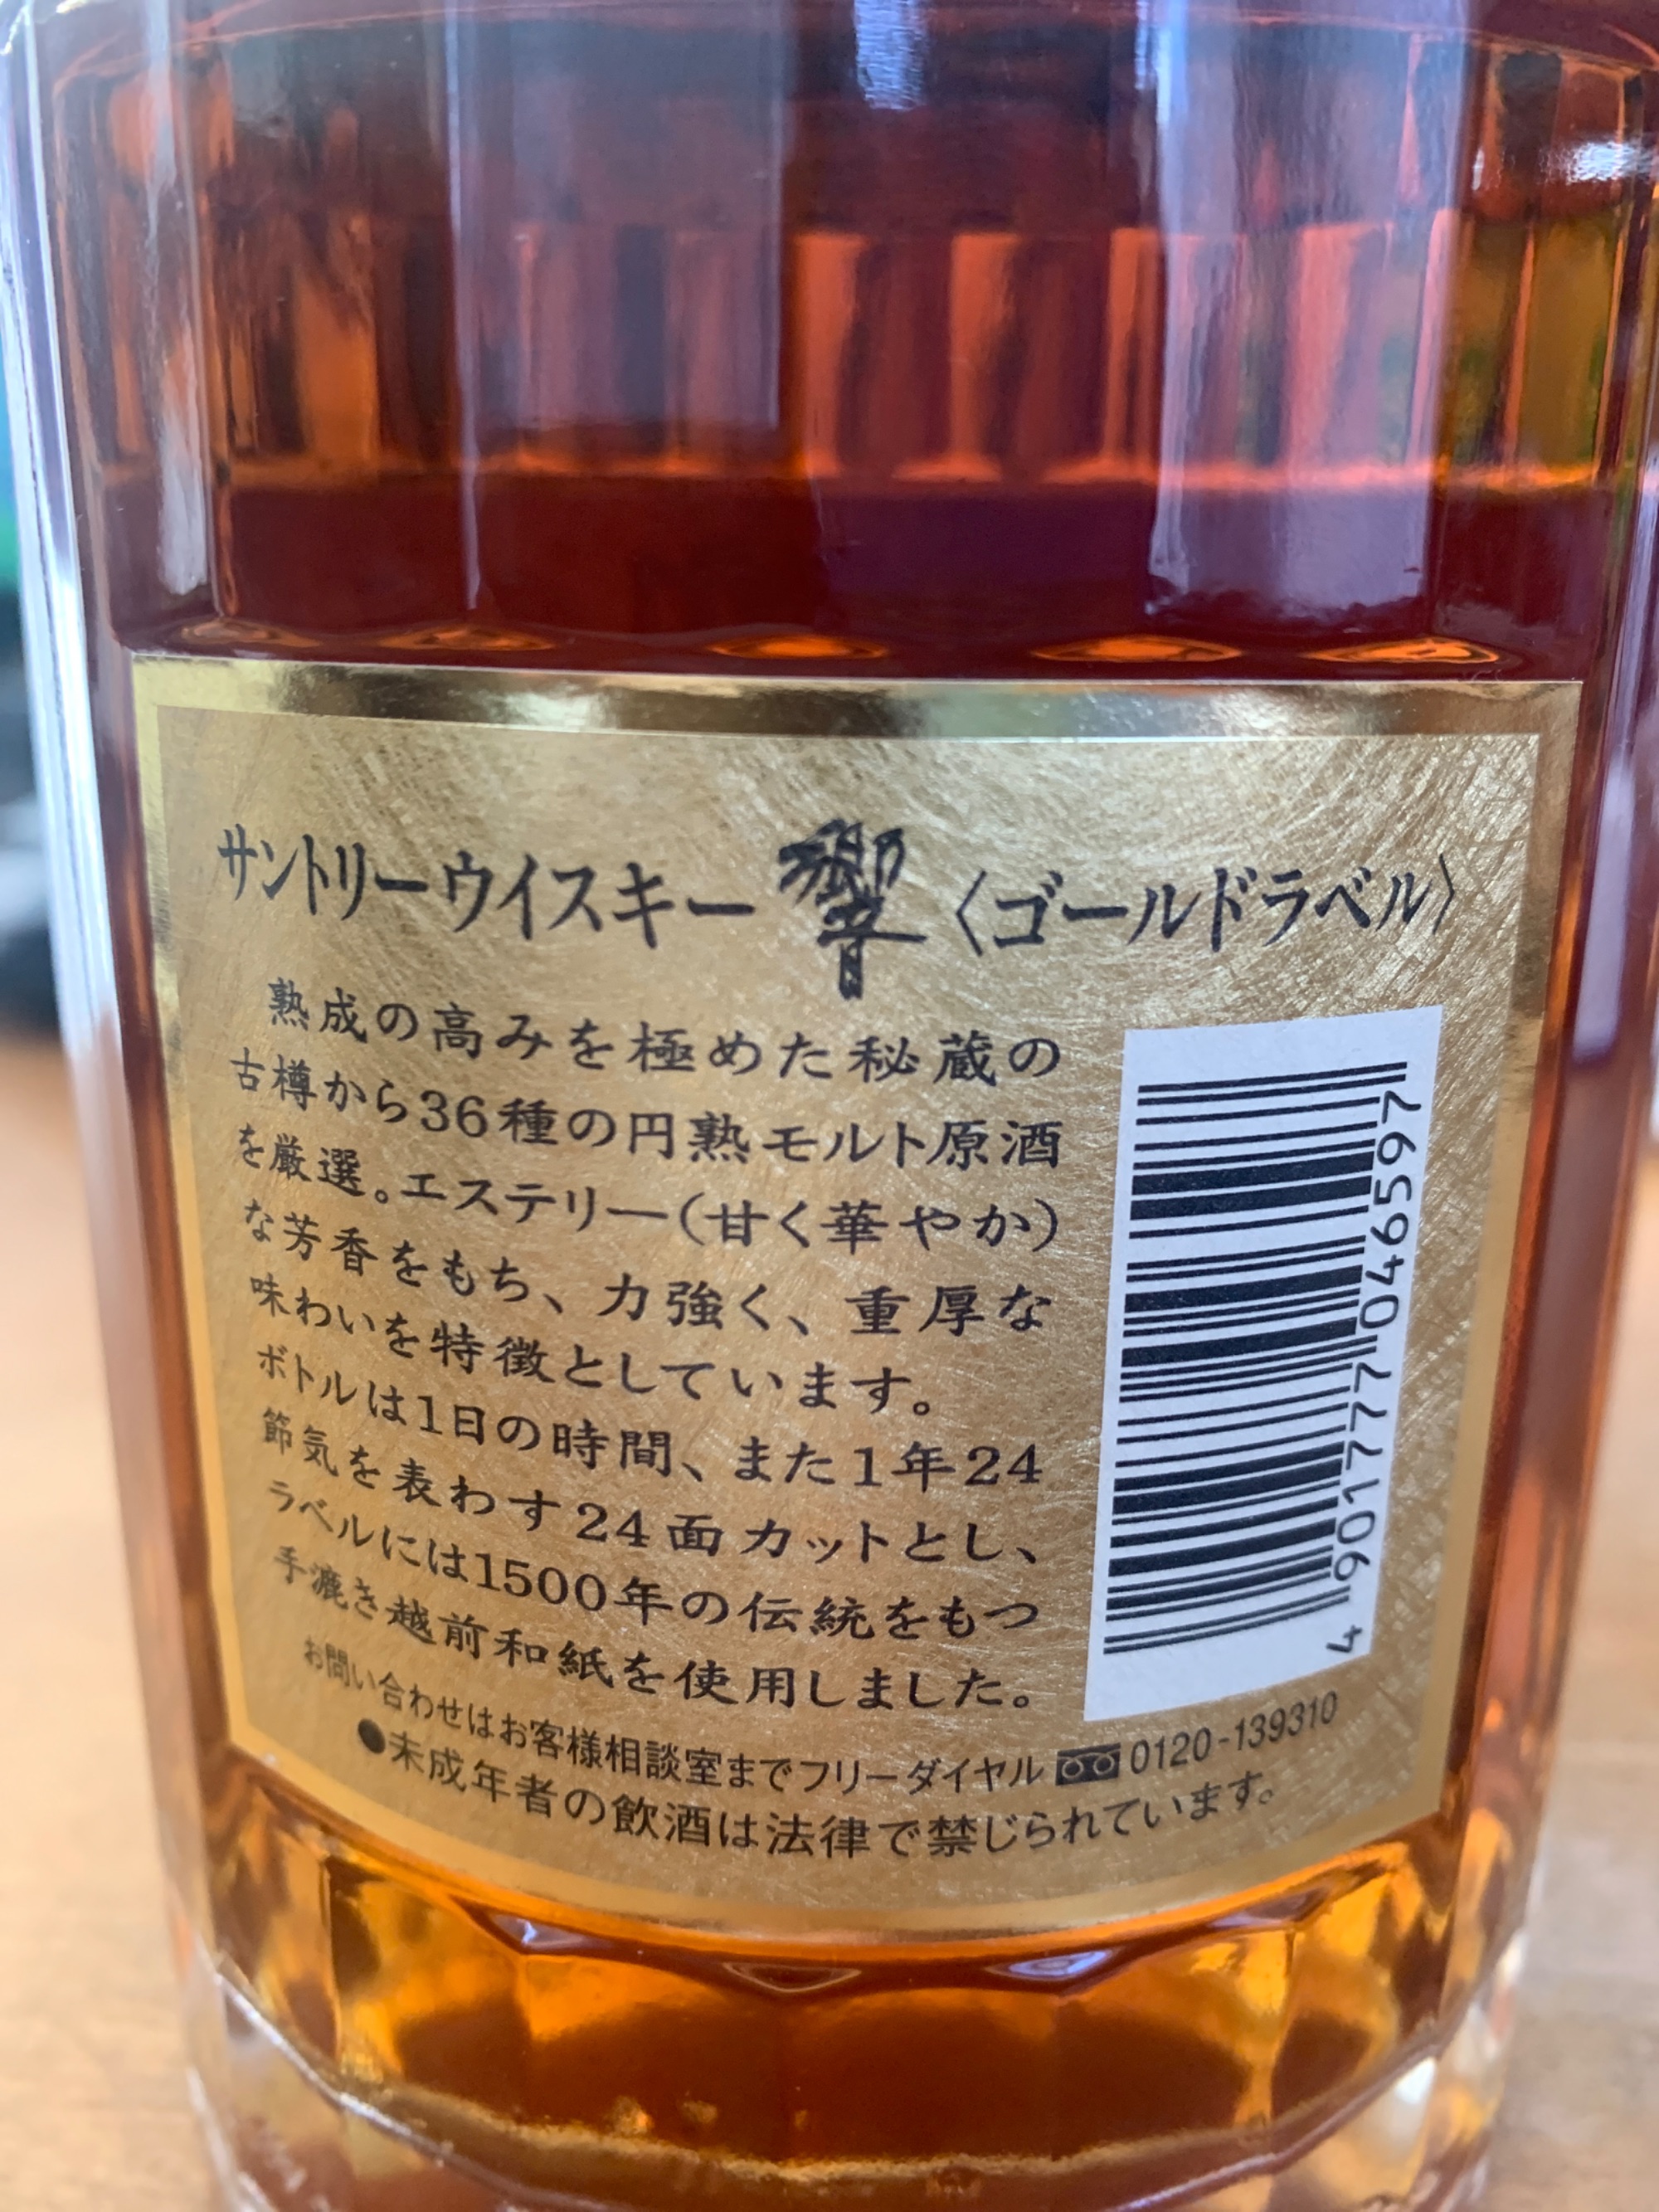 サントリーウイスキー 響 〈ゴールドラベル〉
熟成の高みを極めた秘蔵の
古樽から36種の円熟モルト原酒
を厳選。エステリー(甘く華やか)
な芳香をもち、力強く、重厚な
味わいを特徴としています。
ボトルは1日の時間、また1年24
節気を表わす24面カットとし、
ラベルには1500年の伝統をもつ
手漉き越前和紙を使用しました。
お問い合わせはお客様相談室までフリーダイヤル 0120-139310
●未成年者の飲酒は法律で禁じられています。
4 901777 046597